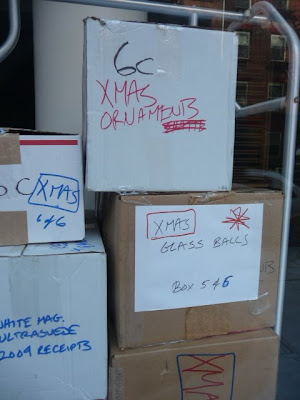 6C
XMAS
ORNAMENTS
C XMAS
1 of 6
XMAS
GLASS BALLS
BOX 5 of 6
WHITE MAG.
ULTRASUEDE
2009 RECEIPTS
XMAS